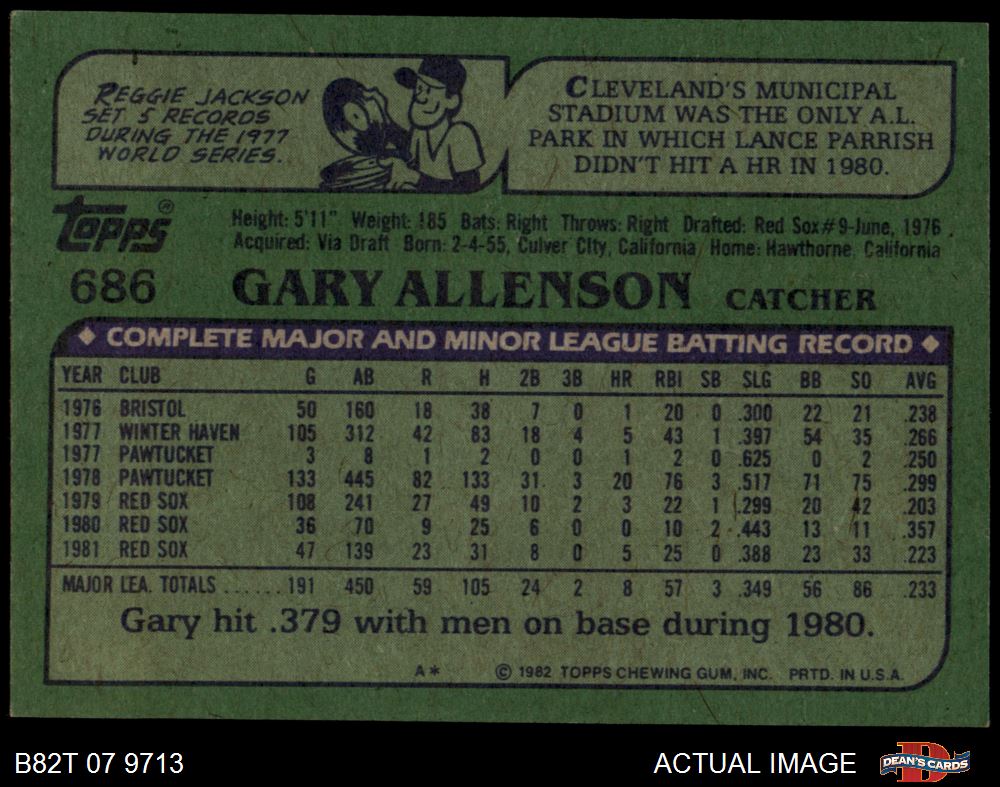 REGGIE JACKSON
SET 5 RECORDS
DURING THE 1977
WORLD SERIES.
CLEVELAND'S MUNICIPAL
STADIUM WAS THE ONLY A.L.
PARK IN WHICH LANCE PARRISH
DIDN'T HIT A HR IN 1980.
topps®
Height: 5'11" Weight: 185 Bats: Right Throws: Right Drafted: Red Sox#9-June, 1976.
Acquired: Via Draft Born: 2-4-55, Culver City, California Home: Hawthorne, California
686 GARY ALLENSON CATCHER
◆ COMPLETE MAJOR AND MINOR LEAGUE BATTING RECORD ◆
YEAR CLUB G AB R H 2B 3B HR RBI SB SLG BB SO AVG
1976 BRISTOL 50 160 18 38 7 0 1 20 0 .300 22 21 .238
1977 WINTER HAVEN 105 312 42 83 18 4 5 43 1 .397 54 35 .266
1977 PAWTUCKET 3 8 1 2 0 0 1 2 0 .625 0 2 .250
1978 PAWTUCKET 133 445 82 133 31 3 20 76 3 .517 71 75 .299
1979 RED SOX 108 241 27 49 10 2 3 22 1 .299 20 42 .203
1980 RED SOX 36 70 9 25 6 0 0 10 2 .443 13 11 .357
1981 RED SOX 47 139 23 31 8 0 5 25 0 .388 23 33 .223
MAJOR LEA. TOTALS ...... 191 450 59 105 24 2 8 57 3 .349 56 86 .233
Gary hit .379 with men on base during 1980.
A* © 1982 TOPPS CHEWING GUM, INC. PRTD. IN U.S.A.
B82T 07 9713 ACTUAL IMAGE DEAN'S CARDS